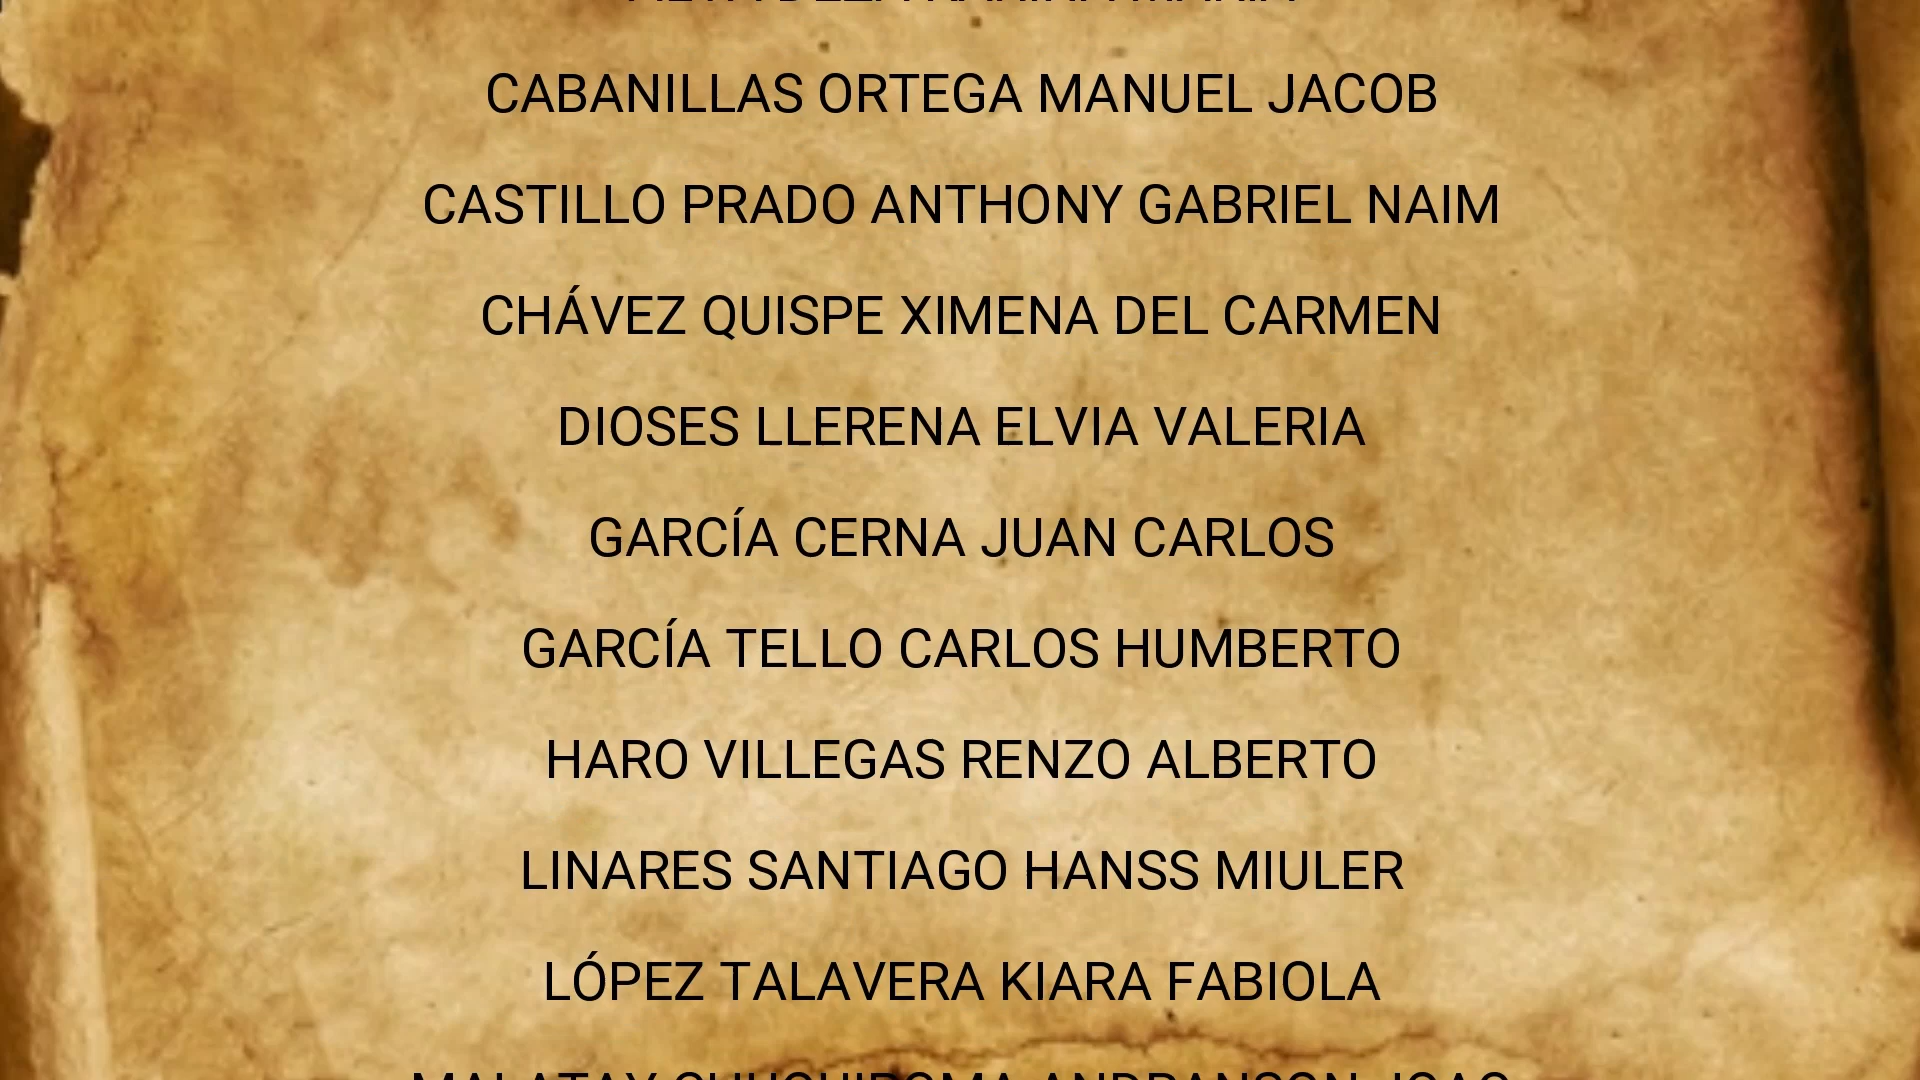 CABANILLAS ORTEGA MANUEL JACOB
CASTILLO PRADO ANTHONY GABRIEL NAIM
CHÁVEZ QUISPE XIMENA DEL CARMEN
DIOSES LLERENA ELVIA VALERIA
GARCÍA CERNA JUAN CARLOS
GARCÍA TELLO CARLOS HUMBERTO
HARO VILLEGAS RENZO ALBERTO
LINARES SANTIAGO HANSS MIULER
LÓPEZ TALAVERA KIARA FABIOLA